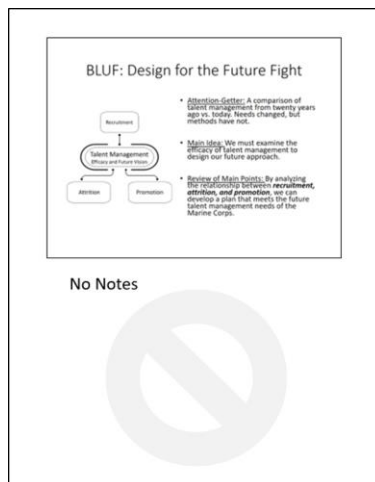 BLUF: Design for the Future Fight
Recruitment
Talent Management
Efficacy and Future Vision
Attrition
Promotion
• Attention-Getter: A comparison of
talent management from twenty years
ago vs. today. Needs changed, but
methods have not.
• Main Idea: We must examine the
efficacy of talent management to
design our future approach.
• Review of Main Points: By analyzing
the relationship between recruitment,
attrition, and promotion, we can
develop a plan that meets the future
talent management needs of the
Marine Corps.
No Notes